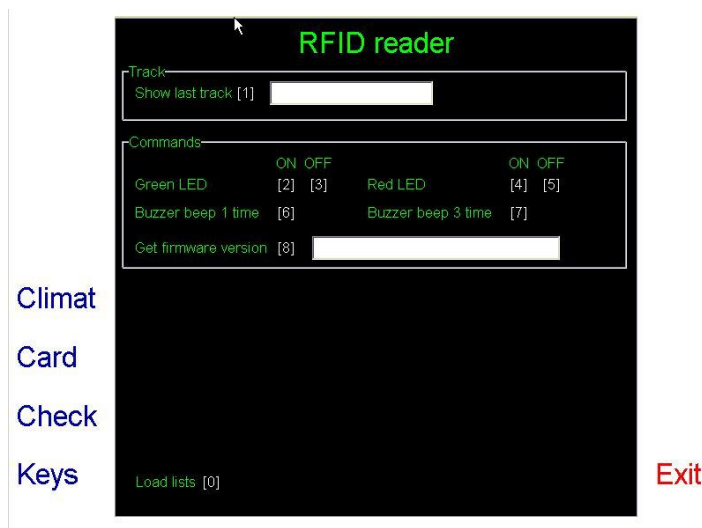 RFID reader
Track
Show last track [1]
Commands
ON OFF ON OFF
Green LED [2] [3] Red LED [4] [5]
Buzzer beep 1 time [6] Buzzer beep 3 time [7]
Get firmware version [8]
Climat
Card
Check
Keys
Load lists [0]
Exit